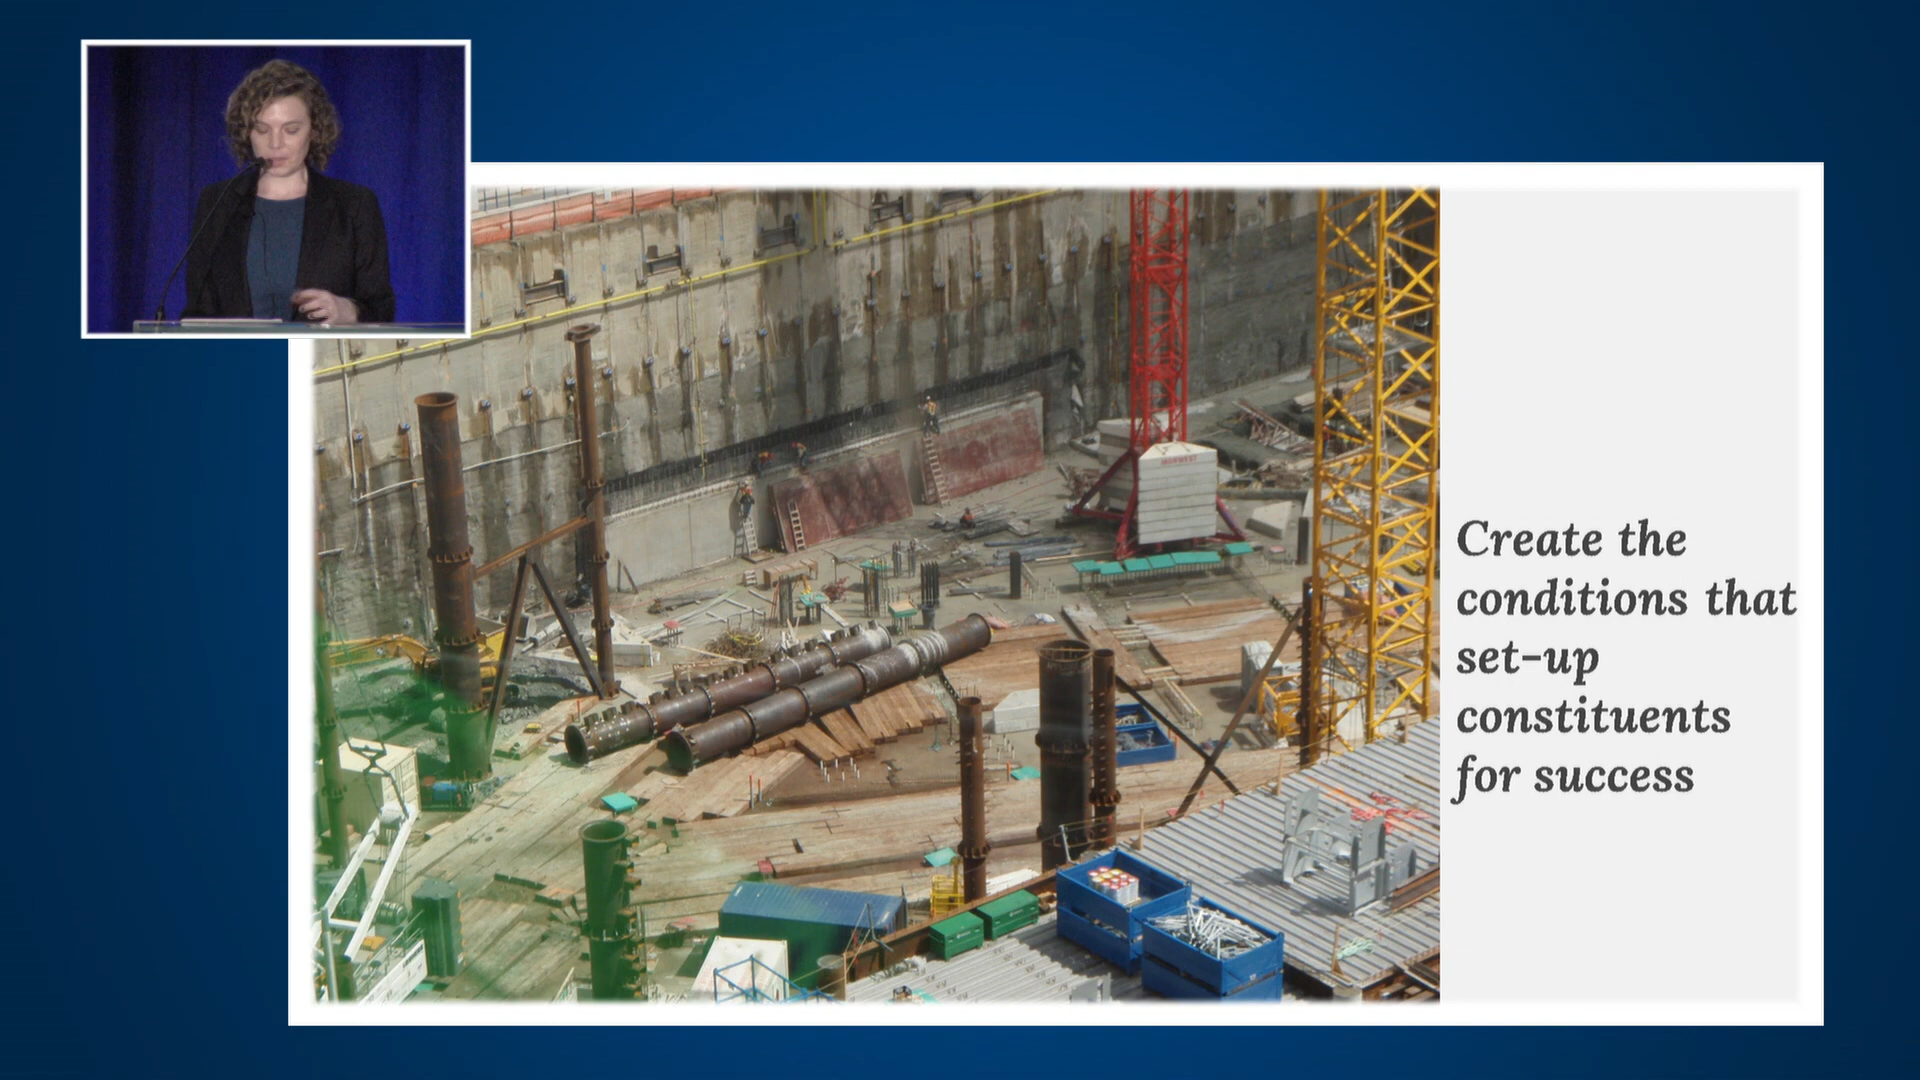 Create the
conditions that
set-up
constituents
for success